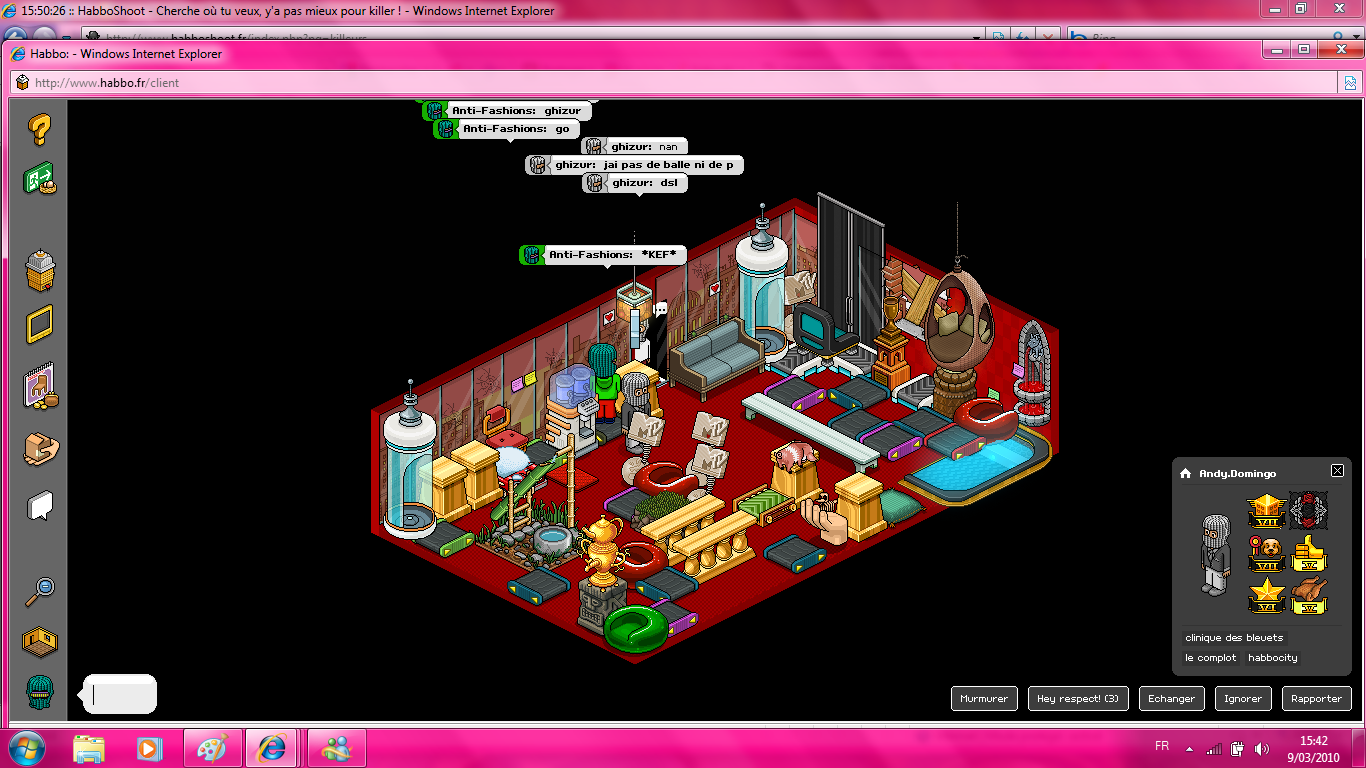 15:50:26 :: HabboShoot - Cherche où tu veux, y'a pas mieux pour killer ! - Windows Internet Explorer
Habbo: - Windows Internet Explorer
http://www.habbo.fr/client
Anti-Fashions: ghizur
Anti-Fashions: go
ghizur: nan
ghizur: jai pas de balle ni de p
ghizur: dsl
Anti-Fashions: *KEF*
MTV
MTV
MTV
Andy.Domingo
clinique des bleuets
le complot habbocity
Murmurer Hey respect! (3) Echanger Ignorer Rapporter
FR
15:42
9/03/2010